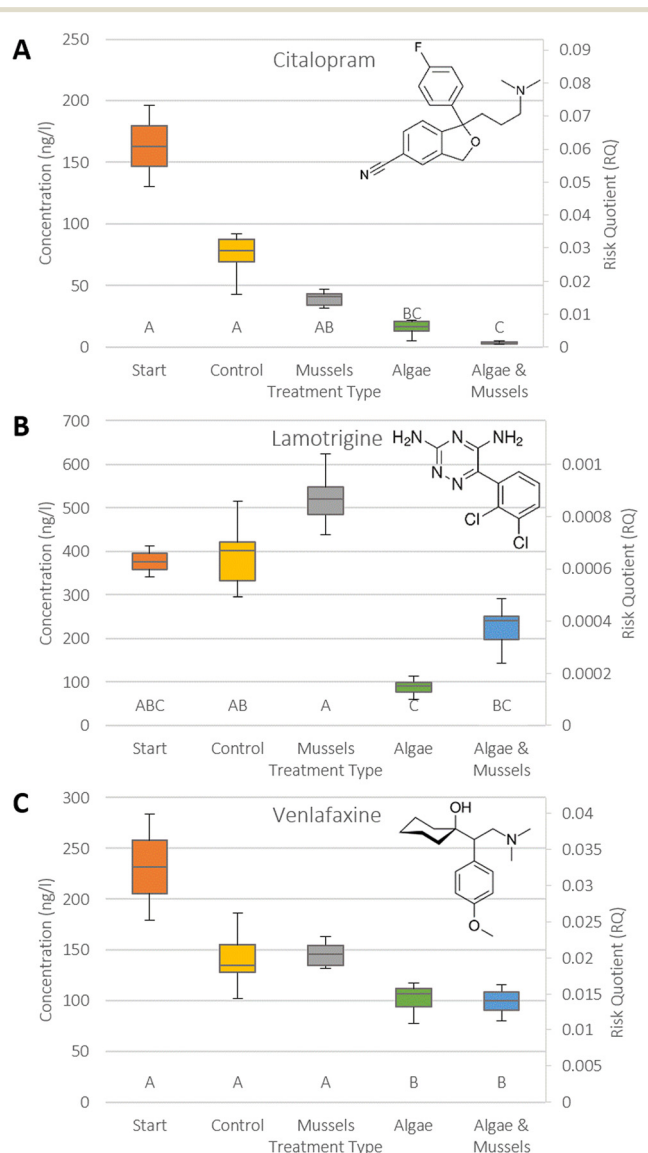 A
Citalopram
Concentration (ng/l)
250
200
150
100
50
0
0.09
0.08
0.07
0.06
0.05
0.04
0.03
0.02
0.01
0
Risk Quotient (RQ)
F
N
O
N
A A AB BC C
Start Control Mussels Algae Algae &
Treatment Type Mussels
B
Lamotrigine
Concentration (ng/l)
700
600
500
400
300
200
100
0
0.001
0.0008
0.0006
0.0004
0.0002
0
Risk Quotient (RQ)
H₂N N NH₂
N
N
Cl
Cl
ABC AB A C BC
Start Control Mussels Algae Algae &
Treatment Type Mussels
C
Venlafaxine
Concentration (ng/l)
300
250
200
150
100
50
0
0.04
0.035
0.03
0.025
0.02
0.015
0.01
0.005
0
Risk Quotient (RQ)
OH
N
O
A A A B B
Start Control Mussels Algae Algae &
Treatment Type Mussels